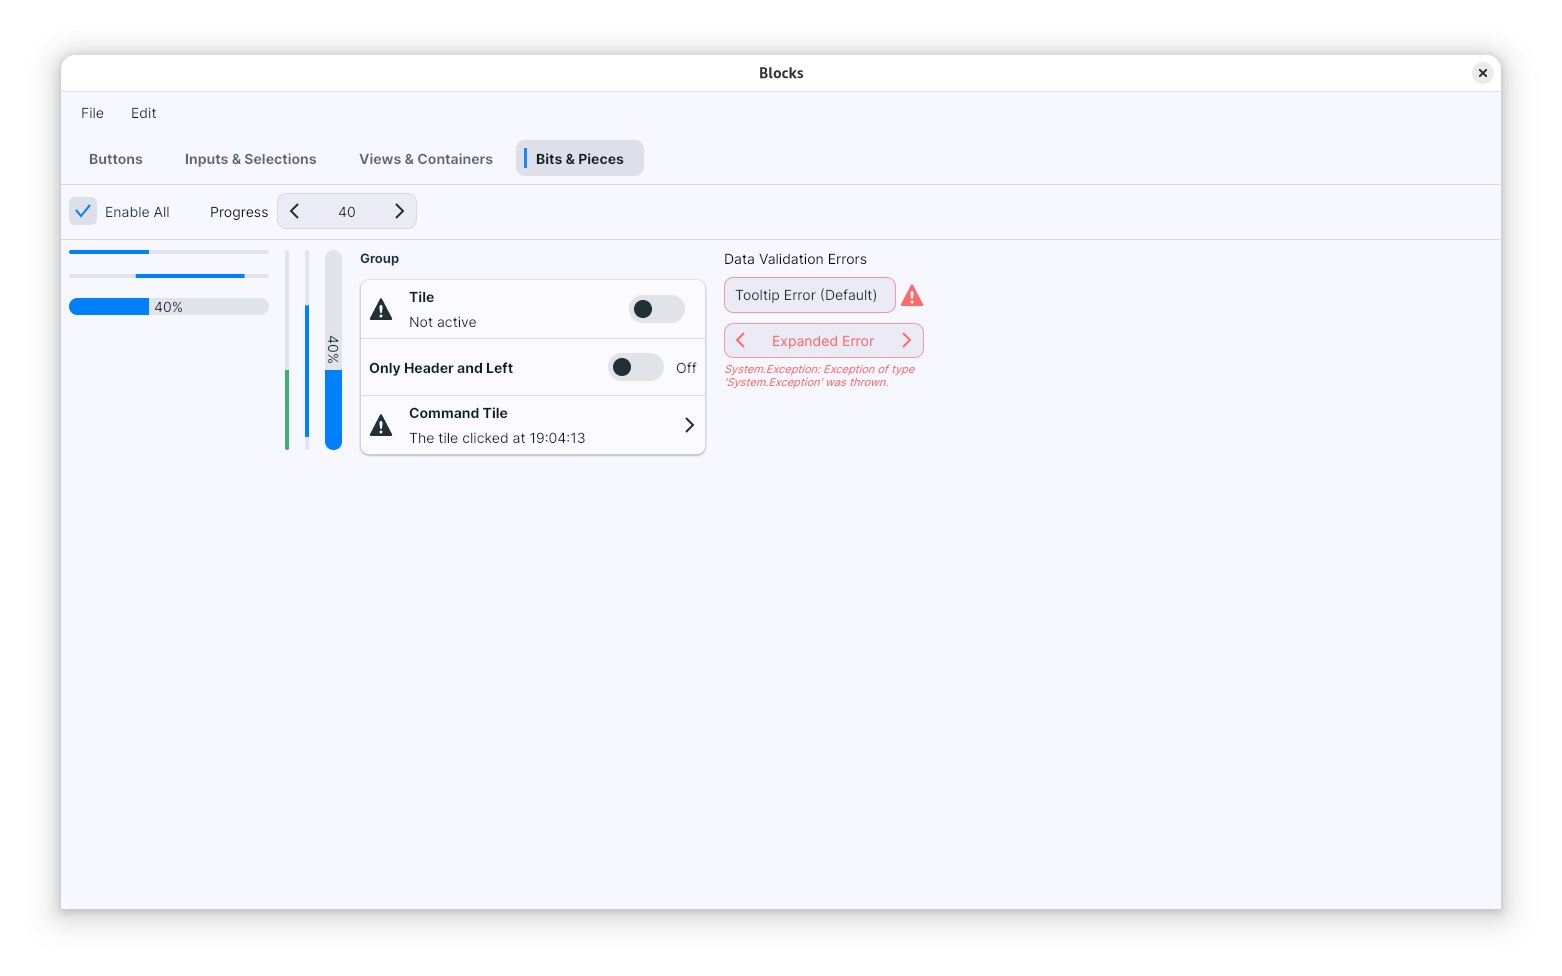 Blocks
File Edit
Buttons Inputs & Selections Views & Containers Bits & Pieces
Enable All Progress 40
40%
40%
Group
Tile
Not active
Only Header and Left Off
Command Tile
The tile clicked at 19:04:13
Data Validation Errors
Tooltip Error (Default)
Expanded Error
System.Exception: Exception of type
'System.Exception' was thrown.